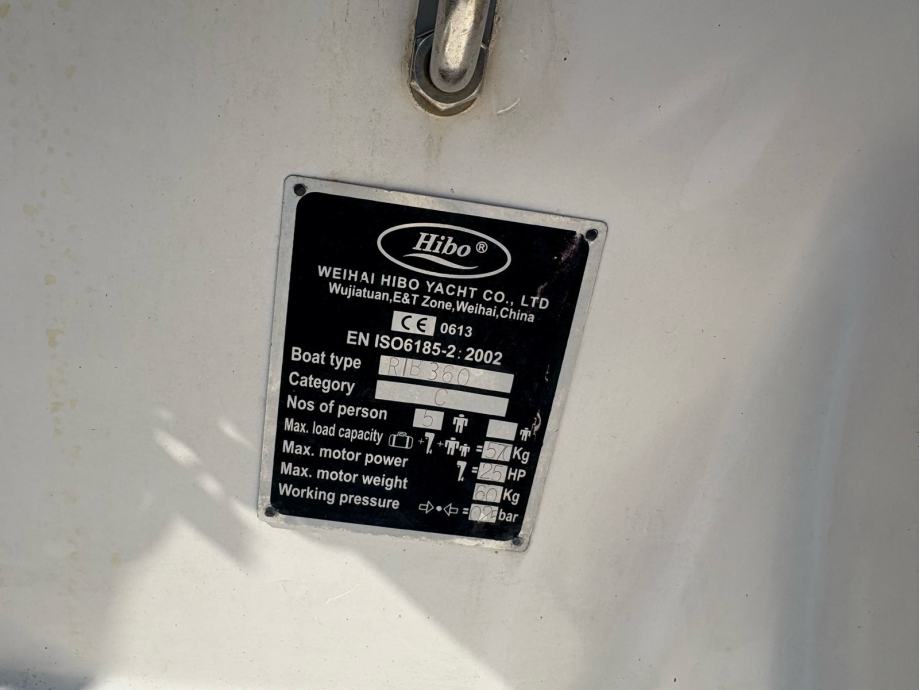 Hibo®
WEIHAI HIBO YACHT CO., LTD
Wujiatuan,E&T Zone,Weihai,China
CE 0613
EN ISO6185-2:2002
Boat type RIB360
Category C
Nos of person 5
Max. load capacity + + = Kg
Max. motor power = 25 HP
Max. motor weight 60 Kg
Working pressure = bar